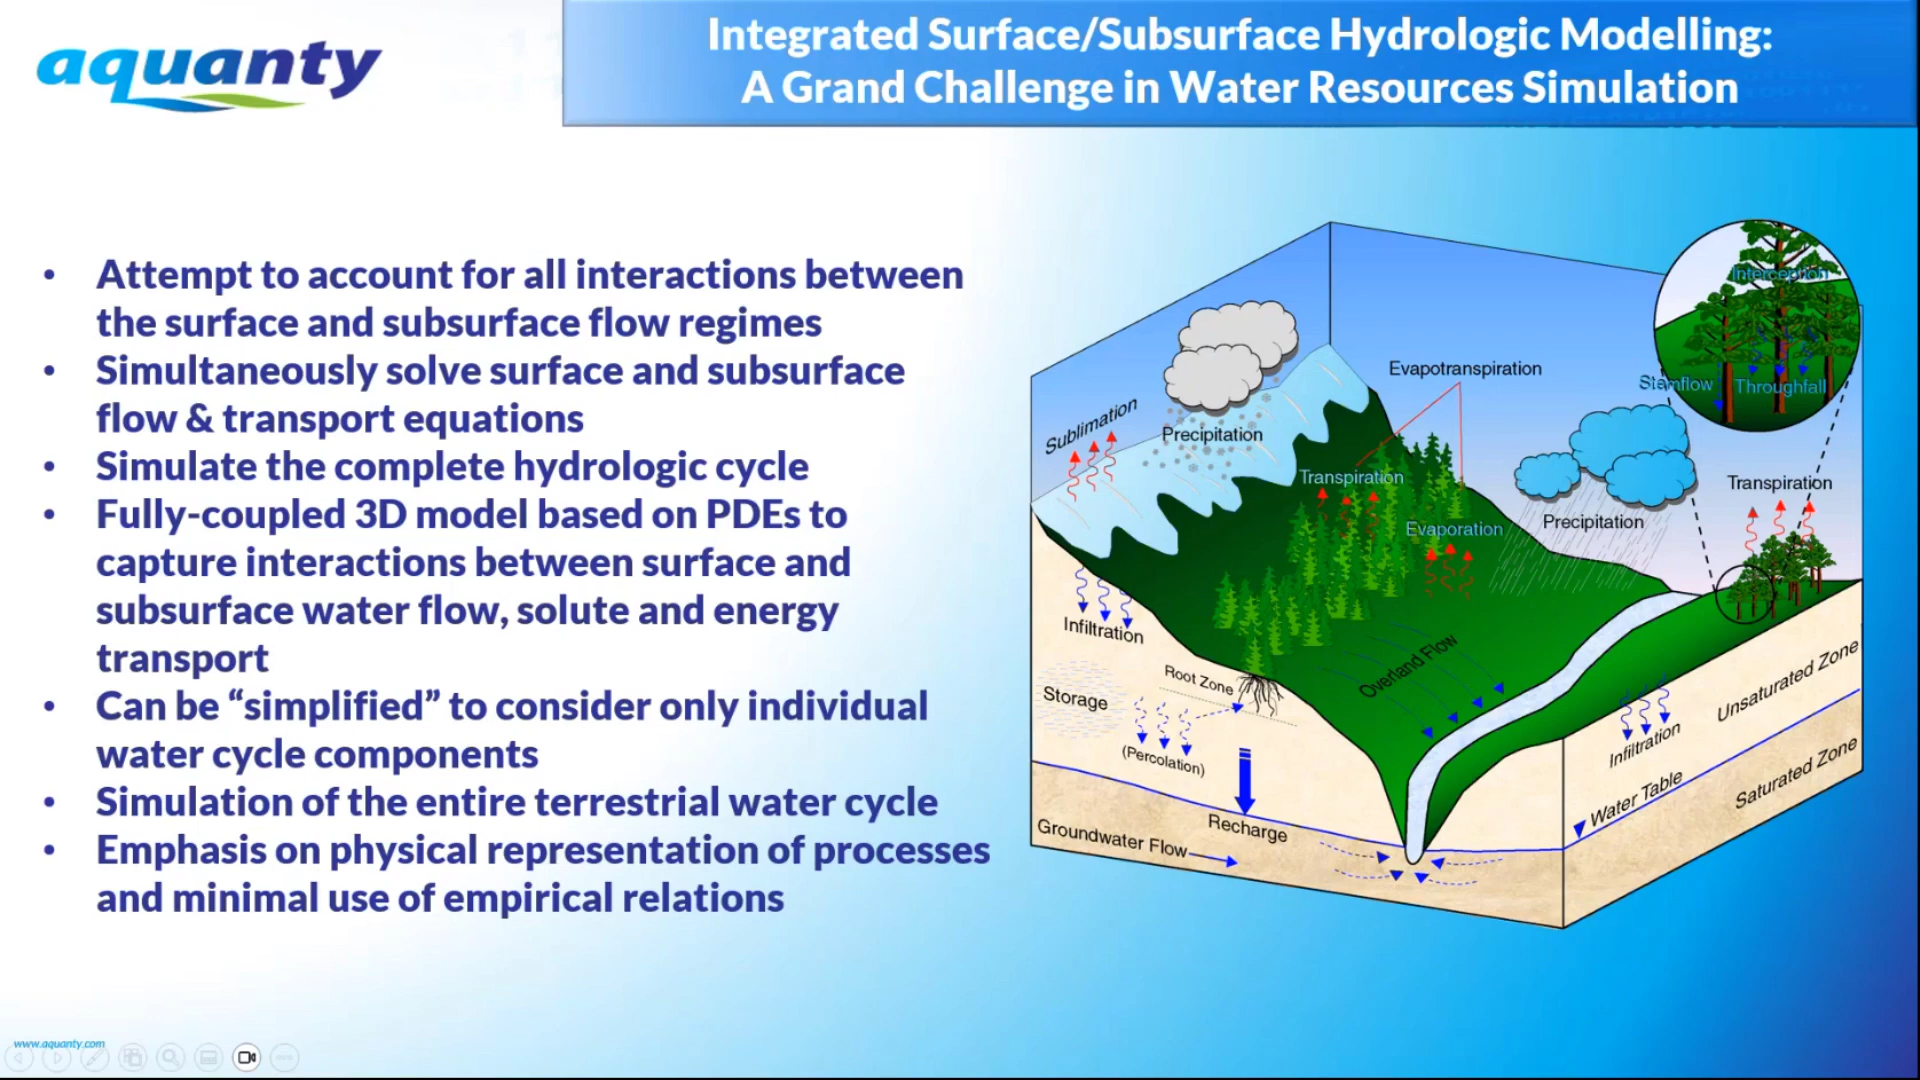 aquanty
Integrated Surface/Subsurface Hydrologic Modelling:
A Grand Challenge in Water Resources Simulation
• Attempt to account for all interactions between
the surface and subsurface flow regimes
• Simultaneously solve surface and subsurface
flow & transport equations
• Simulate the complete hydrologic cycle
• Fully-coupled 3D model based on PDEs to
capture interactions between surface and
subsurface water flow, solute and energy
transport
• Can be “simplified” to consider only individual
water cycle components
• Simulation of the entire terrestrial water cycle
• Emphasis on physical representation of processes
and minimal use of empirical relations
Interception
Stemflow
Throughfall
Evapotranspiration
Sublimation
Precipitation
Transpiration
Evaporation
Precipitation
Transpiration
Infiltration
Root Zone
Storage
(Percolation)
Overland Flow
Recharge
Groundwater Flow
Infiltration
Unsaturated Zone
Water Table
Saturated Zone
www.aquanty.com